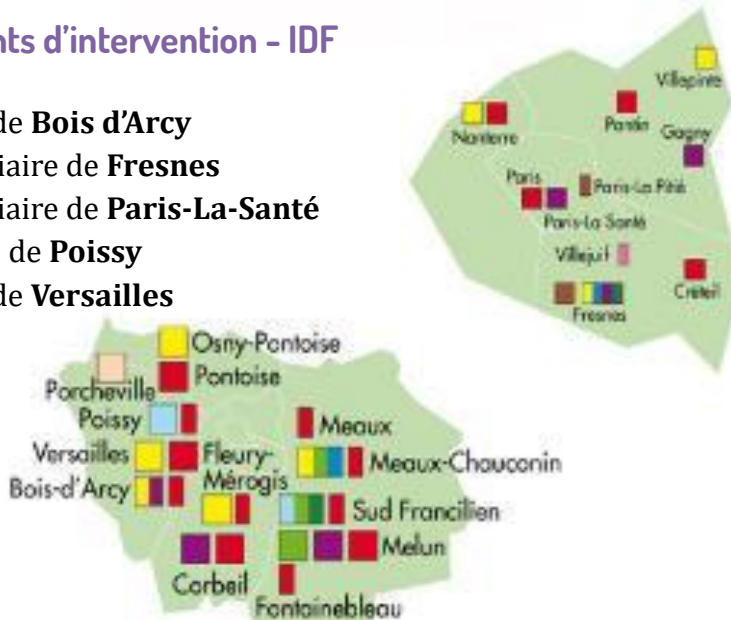 nts d'intervention - IDF
de Bois d'Arcy
iaire de Fresnes
iaire de Paris-La-Santé
de Poissy
de Versailles
Villepinte
Nanterre
Pantin
Gagny
Paris
Paris-La Pitié
Paris-La Santé
Villejuif
Créteil
Fresnes
Osny-Pontoise
Porcheville
Pontoise
Poissy
Meaux
Versailles
Fleury-
Mérogis
Meaux-Chauconin
Bois-d'Arcy
Sud Francilien
Melun
Corbeil
Fontainebleau